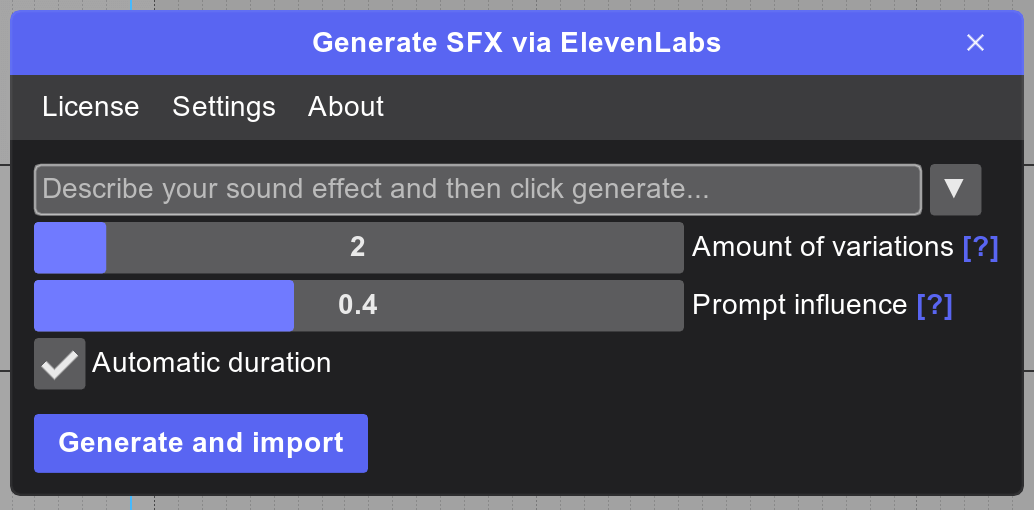 Generate SFX via ElevenLabs ×
License Settings About
Describe your sound effect and then click generate... ▼
2 Amount of variations [?]
0.4 Prompt influence [?]
Automatic duration
Generate and import